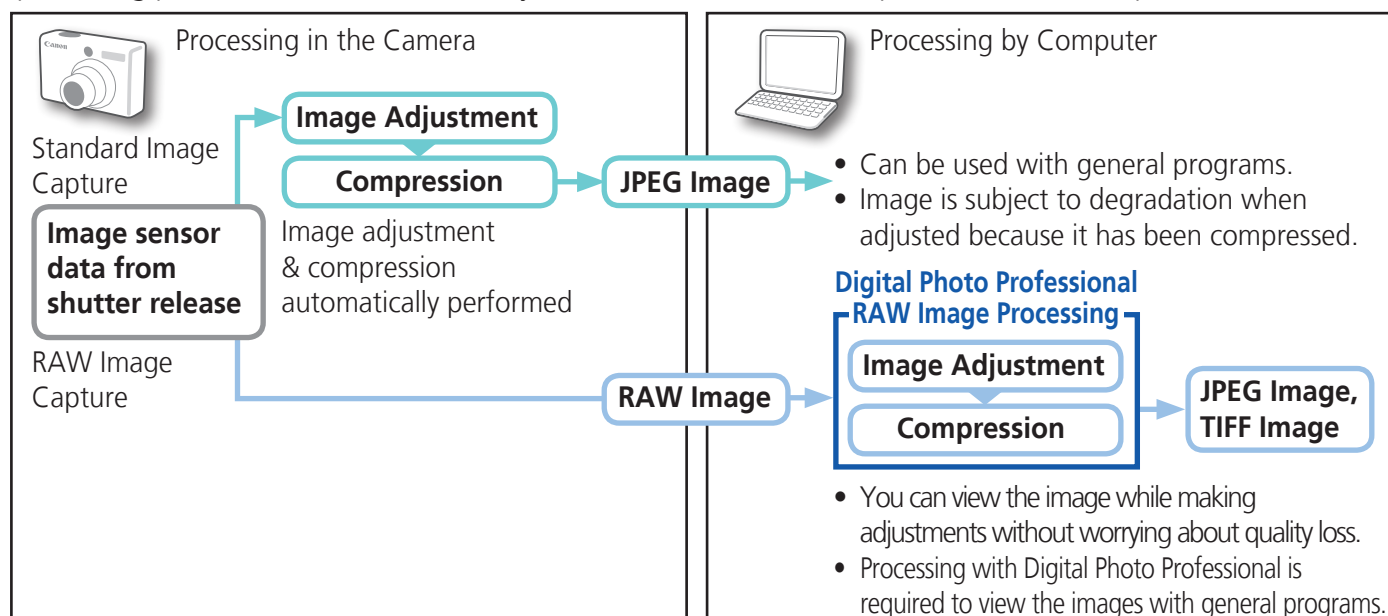 Processing in the Camera
Canon
Standard Image
Capture
Image sensor
data from
shutter release
RAW Image
Capture
Image Adjustment
Compression
Image adjustment
& compression
automatically performed
JPEG Image
RAW Image
Processing by Computer
• Can be used with general programs.
• Image is subject to degradation when
adjusted because it has been compressed.
Digital Photo Professional
RAW Image Processing
Image Adjustment
Compression
JPEG Image,
TIFF Image
• You can view the image while making
adjustments without worrying about quality loss.
• Processing with Digital Photo Professional is
required to view the images with general programs.